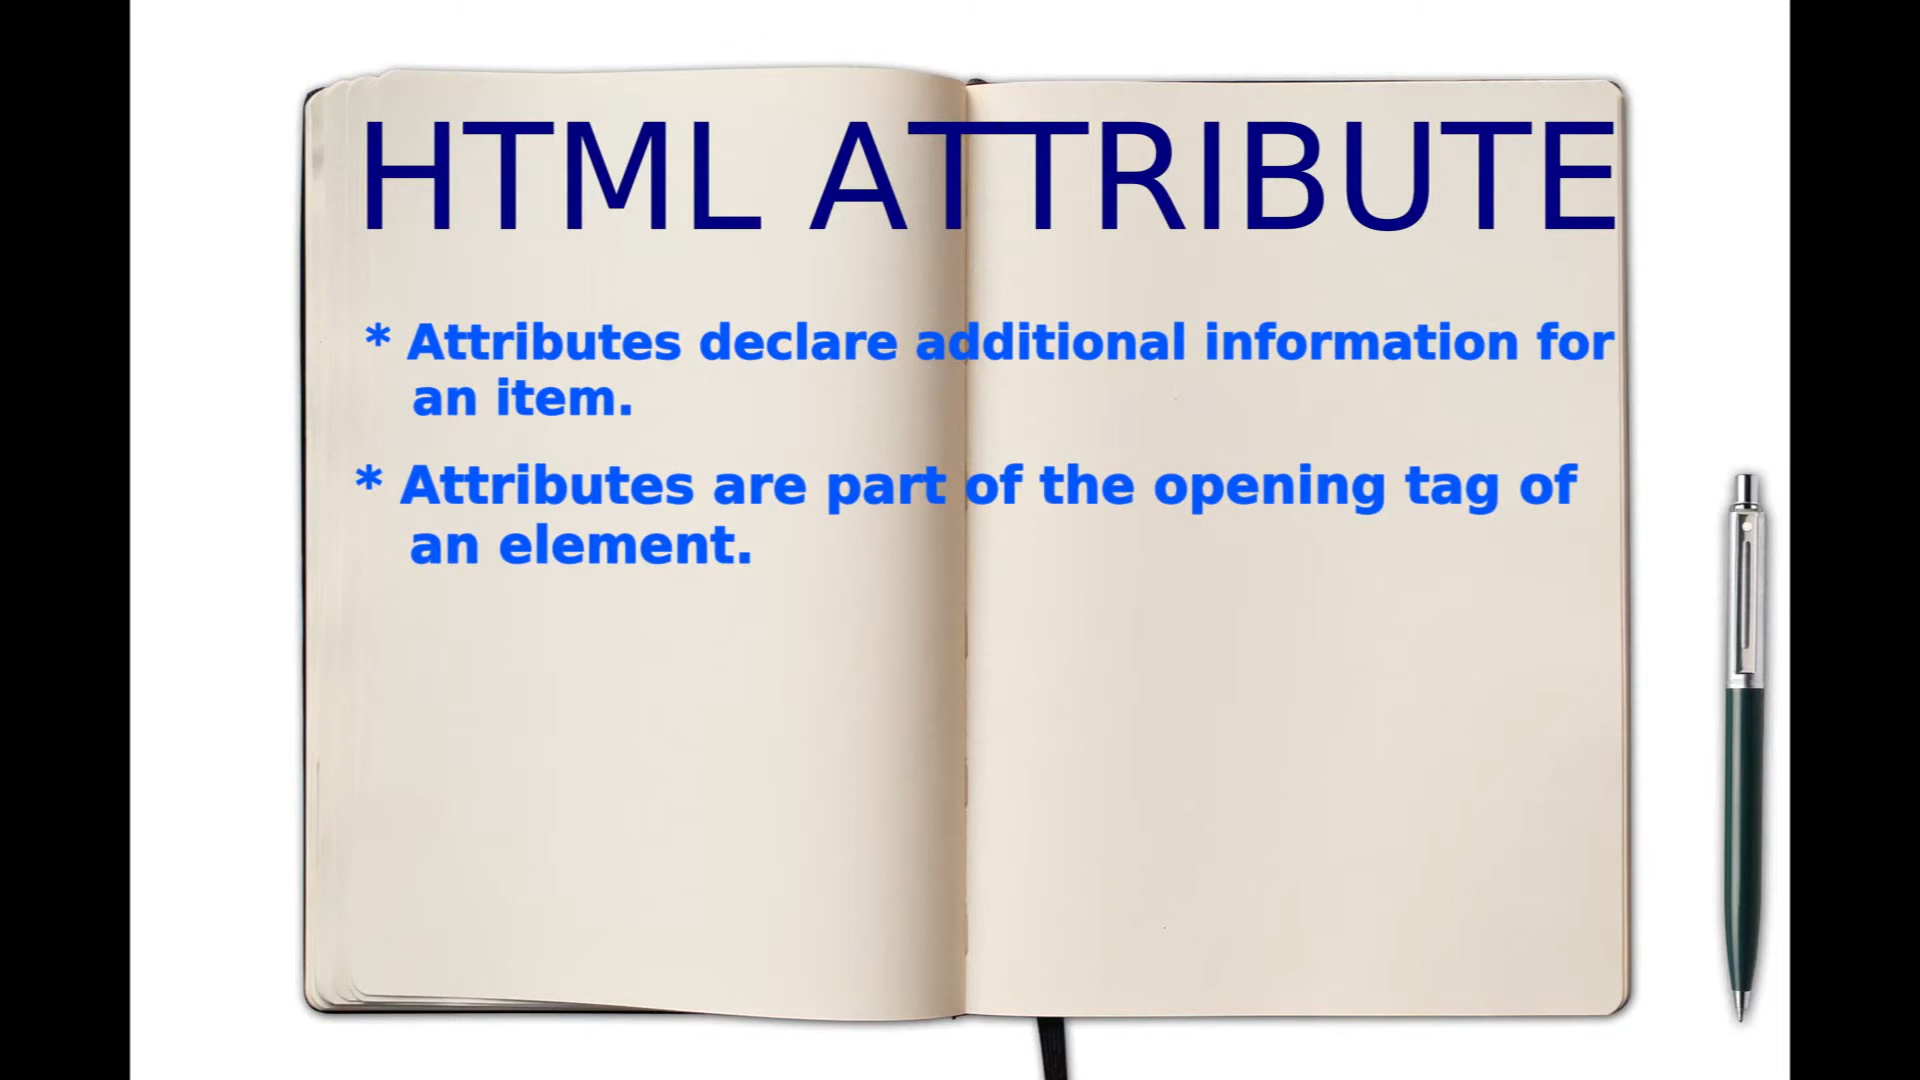 HTML ATTRIBUTE
* Attributes declare additional information for
an item.
* Attributes are part of the opening tag of
an element.